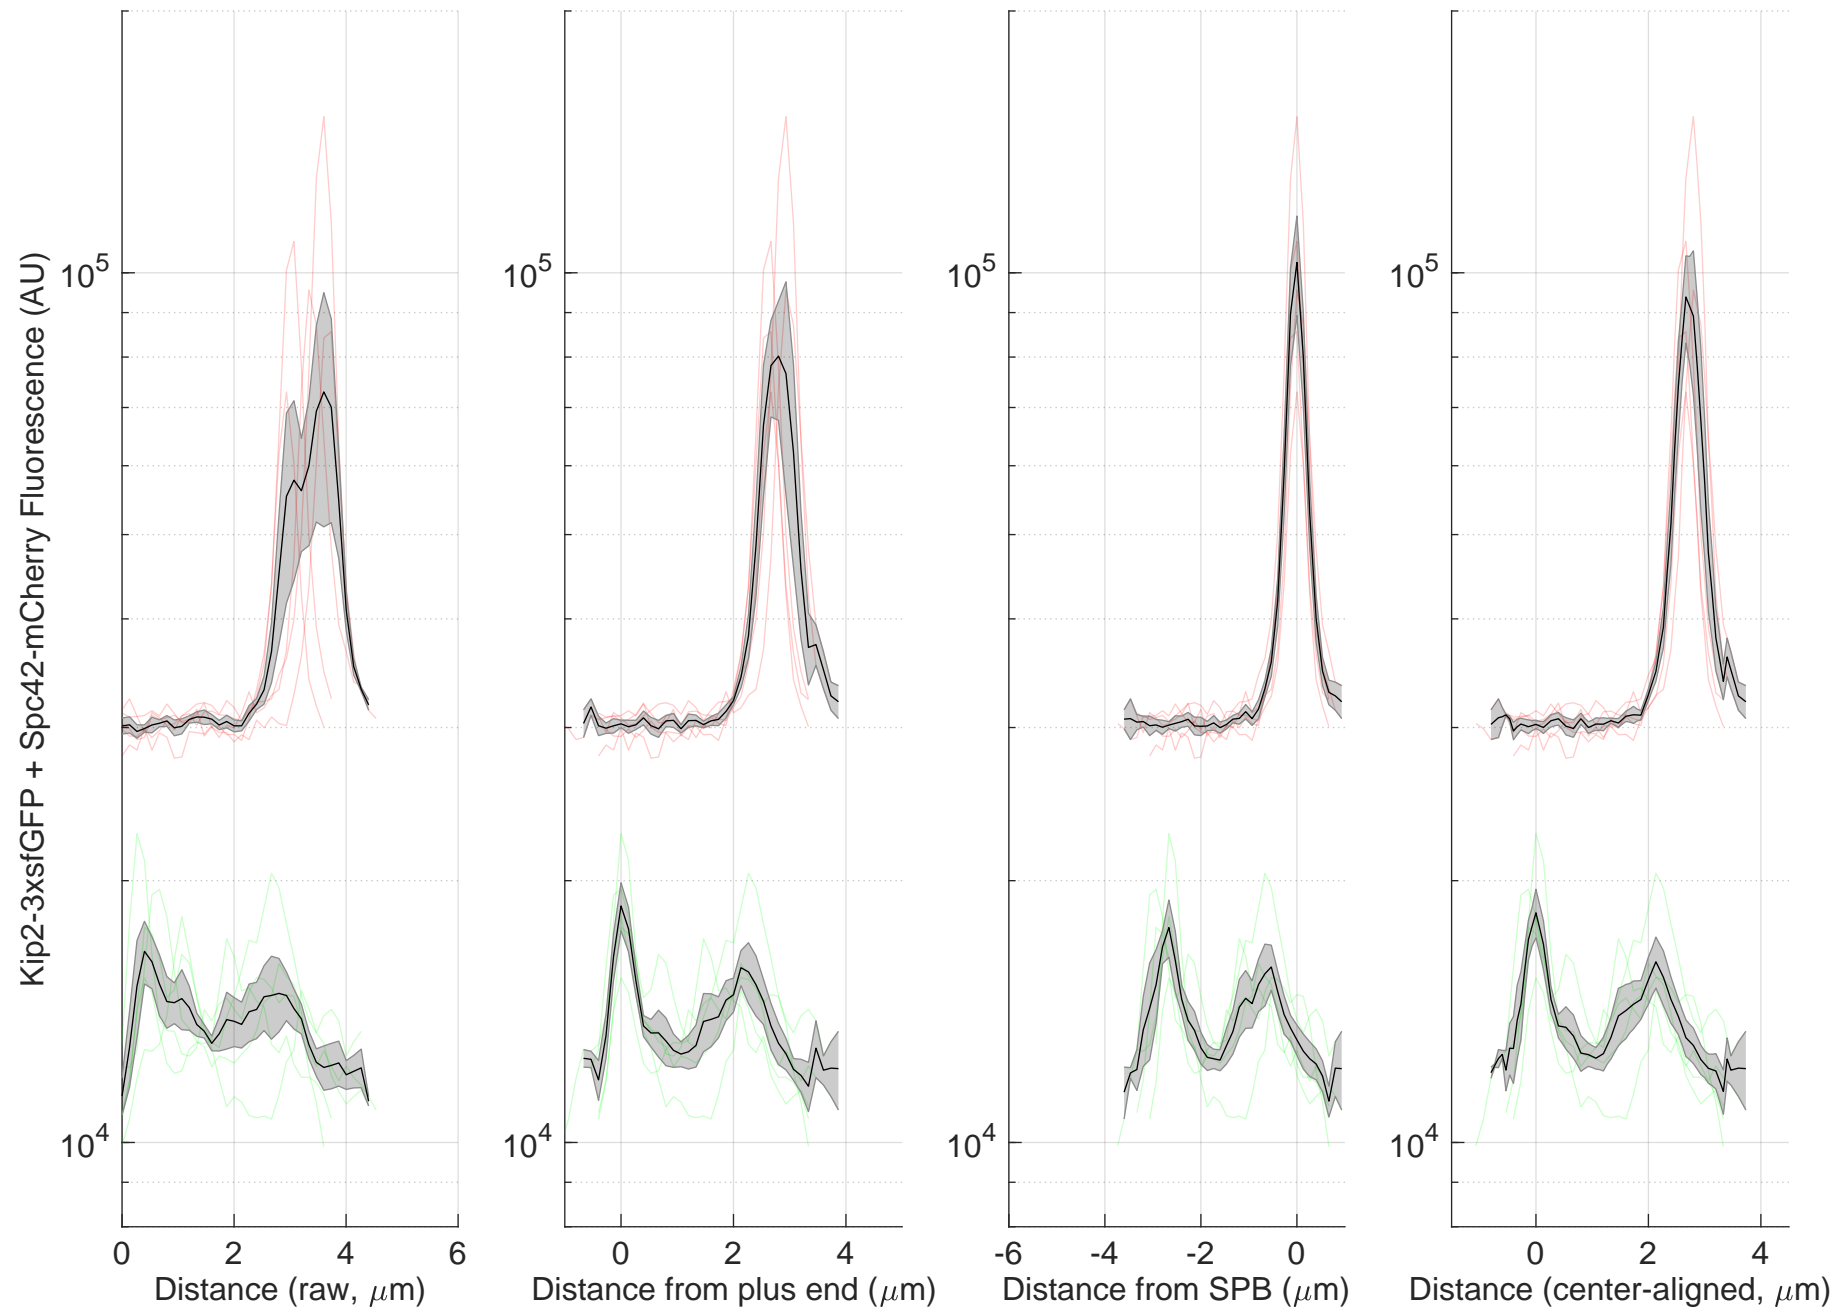 Kip2-3xsfGFP + Spc42-mCherry Fluorescence (AU)
10^5
10^4
0 2 4 6
Distance (raw, μm)
10^5
10^4
0 2 4
Distance from plus end (μm)
10^5
10^4
-6 -4 -2 0
Distance from SPB (μm)
10^5
10^4
0 2 4
Distance (center-aligned, μm)